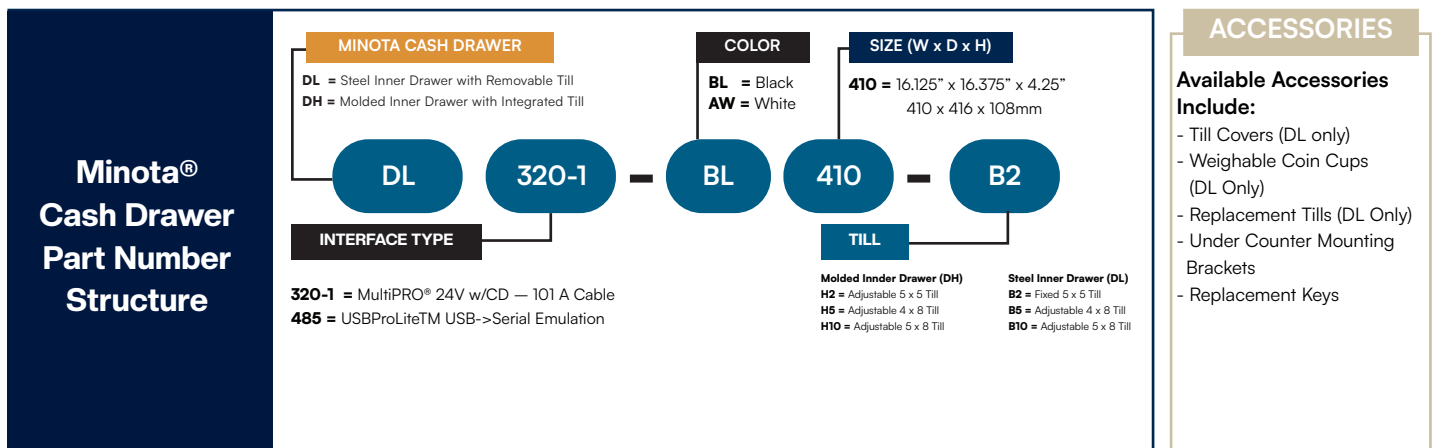 Minota®
Cash Drawer
Part Number
Structure
MINOTA CASH DRAWER
DL = Steel Inner Drawer with Removable Till
DH = Molded Inner Drawer with Integrated Till
COLOR
BL = Black
AW = White
SIZE (W x D x H)
410 = 16.125” x 16.375” x 4.25”
410 x 416 x 108mm
DL 320-1 - BL 410 - B2
INTERFACE TYPE
320-1 = MultiPRO® 24V w/CD — 101 A Cable
485 = USBProLiteTM USB->Serial Emulation
TILL
Molded Innder Drawer (DH)
H2 = Adjustable 5 x 5 Till
H5 = Adjustable 4 x 8 Till
H10 = Adjustable 5 x 8 Till
Steel Inner Drawer (DL)
B2 = Fixed 5 x 5 Till
B5 = Adjustable 4 x 8 Till
B10 = Adjustable 5 x 8 Till
ACCESSORIES
Available Accessories
Include:
- Till Covers (DL only)
- Weighable Coin Cups
(DL Only)
- Replacement Tills (DL Only)
- Under Counter Mounting
Brackets
- Replacement Keys